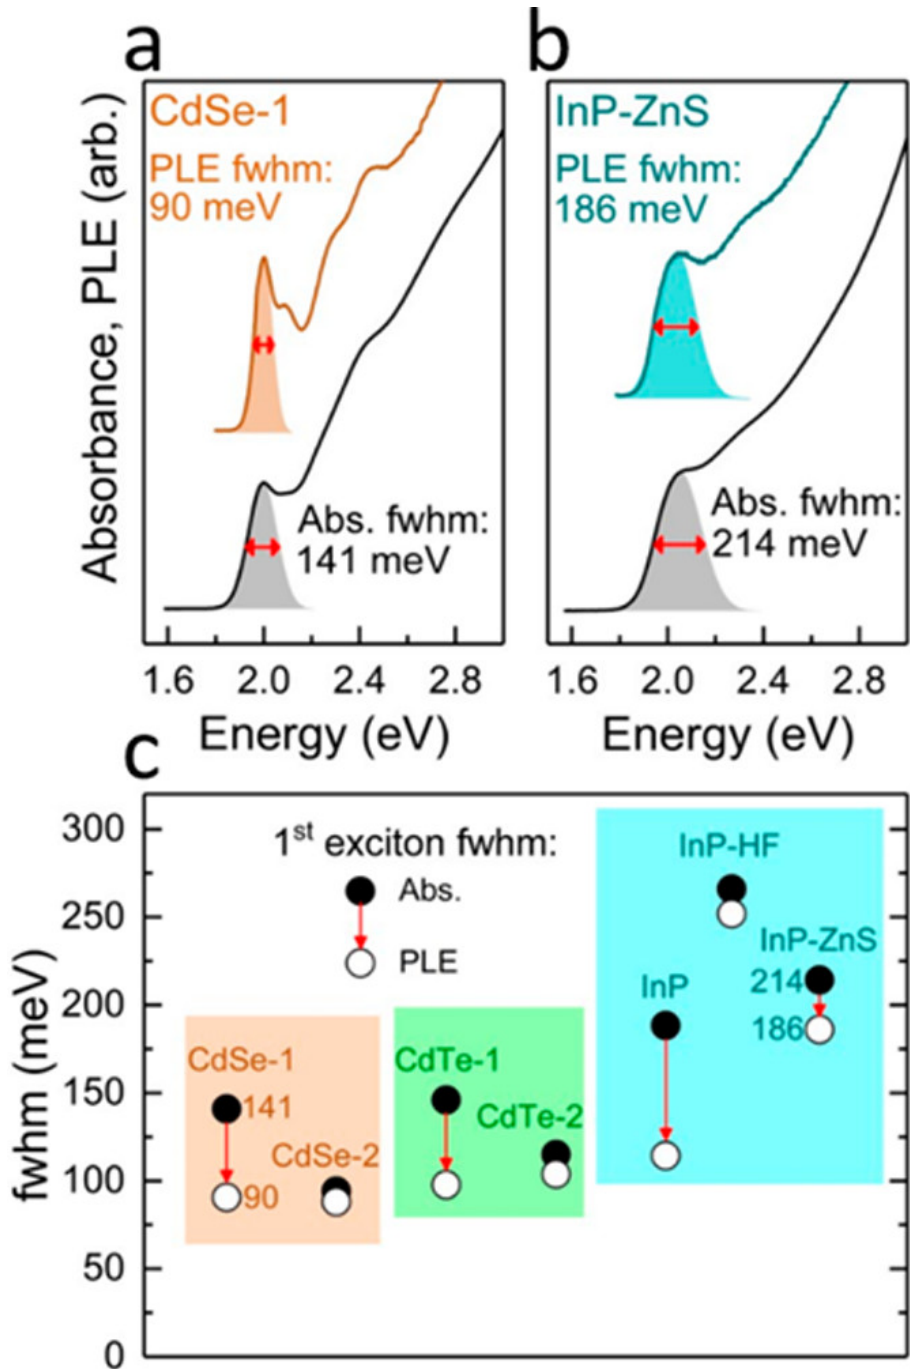 a
CdSe-1
PLE fwhm:
90 meV
Abs. fwhm:
141 meV
Absorbance, PLE (arb.)
1.6 2.0 2.4 2.8
Energy (eV)
b
InP-ZnS
PLE fwhm:
186 meV
Abs. fwhm:
214 meV
1.6 2.0 2.4 2.8
Energy (eV)
c
fwhm (meV)
300
250
200
150
100
50
0
1st exciton fwhm:
Abs.
PLE
CdSe-1
141
90
CdSe-2
CdTe-1
CdTe-2
InP
InP-HF
InP-ZnS
214
186